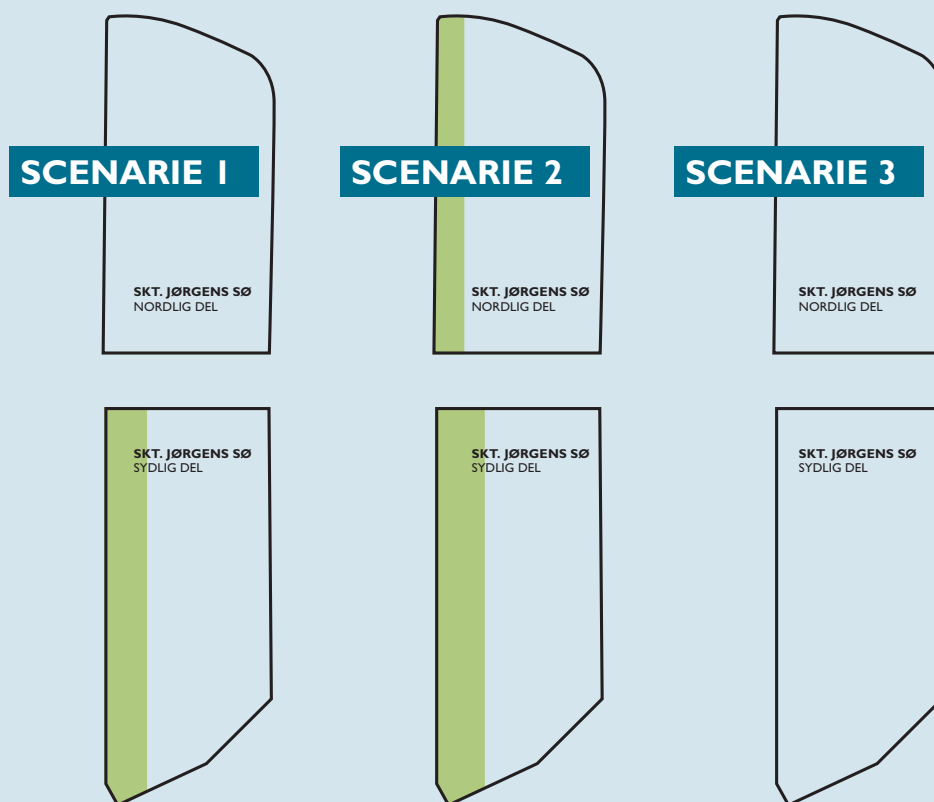 SCENARIE 1
SCENARIE 2
SCENARIE 3
SKT. JØRGENS SØ
NORDLIG DEL
SKT. JØRGENS SØ
NORDLIG DEL
SKT. JØRGENS SØ
NORDLIG DEL
SKT. JØRGENS SØ
SYDLIG DEL
SKT. JØRGENS SØ
SYDLIG DEL
SKT. JØRGENS SØ
SYDLIG DEL